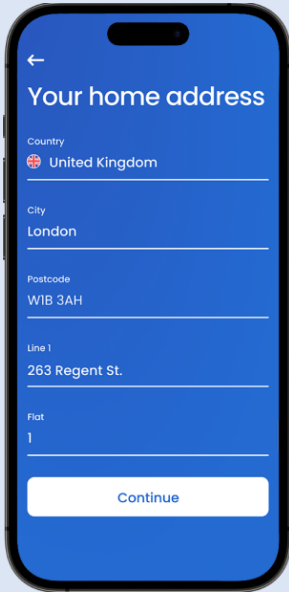 Your home address
Country
United Kingdom
City
London
Postcode
W1B 3AH
Line 1
263 Regent St.
Flat
1
Continue